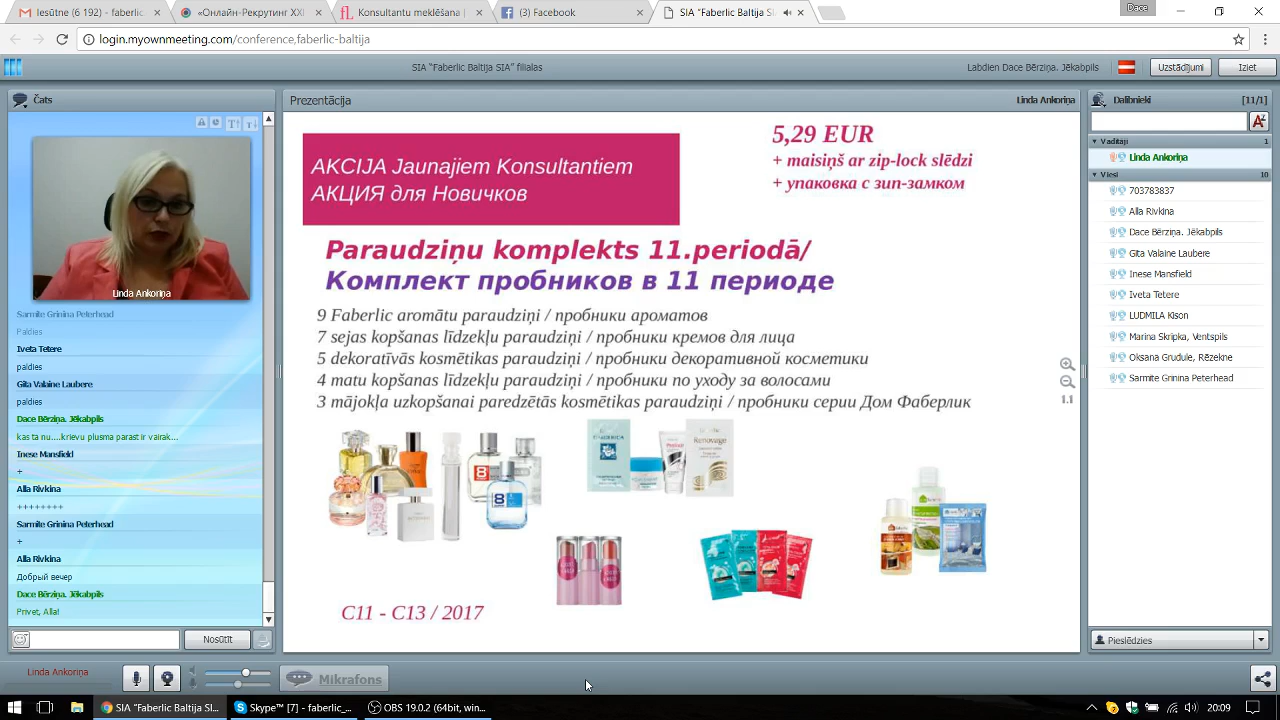 Iesūtne (6 192) - faberlic.
«Онлайн-Рекрутинг XXI
Konsultantu meklēšana |
(3) Facebook
SIA "Faberlic Baltija SI
Dace
login.myownmeeting.com/conference,faberlic-baltija
SIA "Faberlic Baltija SIA" filialas
Labdien Dace Bērziņa. Jēkabpils
Uzstādījumi
Iziet
Čats
Linda Ankoriņa
Sarmite Grinina Peterhead
Paldies
Iveta Tetere
paldies
Gita Valaine Laubere
paldies
Dace Bērziņa. Jēkabpils
kas ta nu....krievu plusma parast ir vairak...
Inese Mansfield
+
Alla Rivkina
++++++++
Sarmite Grinina Peterhead
+
Alla Rivkina
Добрый вечер
Dace Bērziņa. Jēkabpils
Privet, Alla!
Nosūtīt
Linda Ankoriņa
Mikrafons
Prezentācija
Linda Ankoriņa
AKCIJA Jaunajiem Konsultantiem
АКЦИЯ для Новичков
5,29 EUR
+ maisiņš ar zip-lock slēdzi
+ упаковка с зип-замком
Paraudziņu komplekts 11.periodā/
Комплект пробников в 11 периоде
9 Faberlic aromātu paraudziņi / пробники ароматов
7 sejas kopšanas līdzekļu paraudziņi / пробники кремов для лица
5 dekoratīvās kosmētikas paraudziņi / пробники декоративной косметики
4 matu kopšanas līdzekļu paraudziņi / пробники по уходу за волосами
3 mājokļa uzkopšanai paredzētās kosmētikas paraudziņi / пробники серии Дом Фаберлик
Renovage
8
8
C11 - C13 / 2017
1.1
Dalībnieki
[11/1]
Vadītāji
1
Linda Ankoriņa
Viesi
10
703783837
Alla Rivkina
Dace Bērziņa. Jēkabpils
Gita Valaine Laubere
Inese Mansfield
Iveta Tetere
LUDMILA Kison
Marina Skripka, Ventspils
Oksana Grudule, Rēzekne
Sarmite Grinina Peterhead
Pieslēdzies
SIA "Faberlic Baltija SI...
Skype™ [7] - faberlic_...
OBS 19.0.2 (64bit, win...
20:09